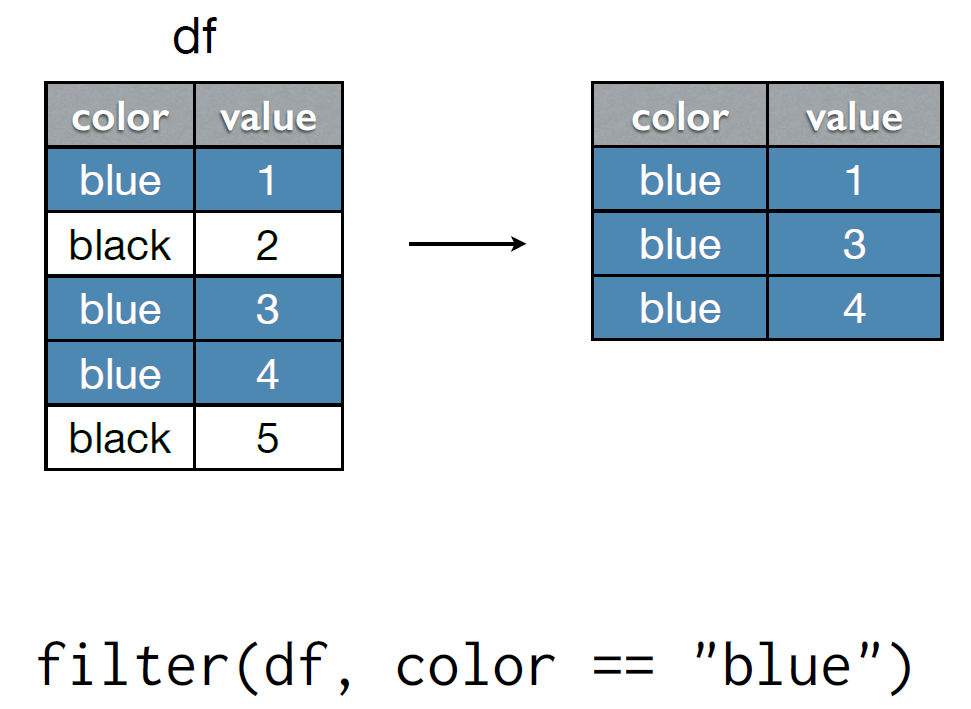 df
color value
blue 1
black 2
blue 3
blue 4
black 5
color value
blue 1
blue 3
blue 4
filter(df, color == "blue")